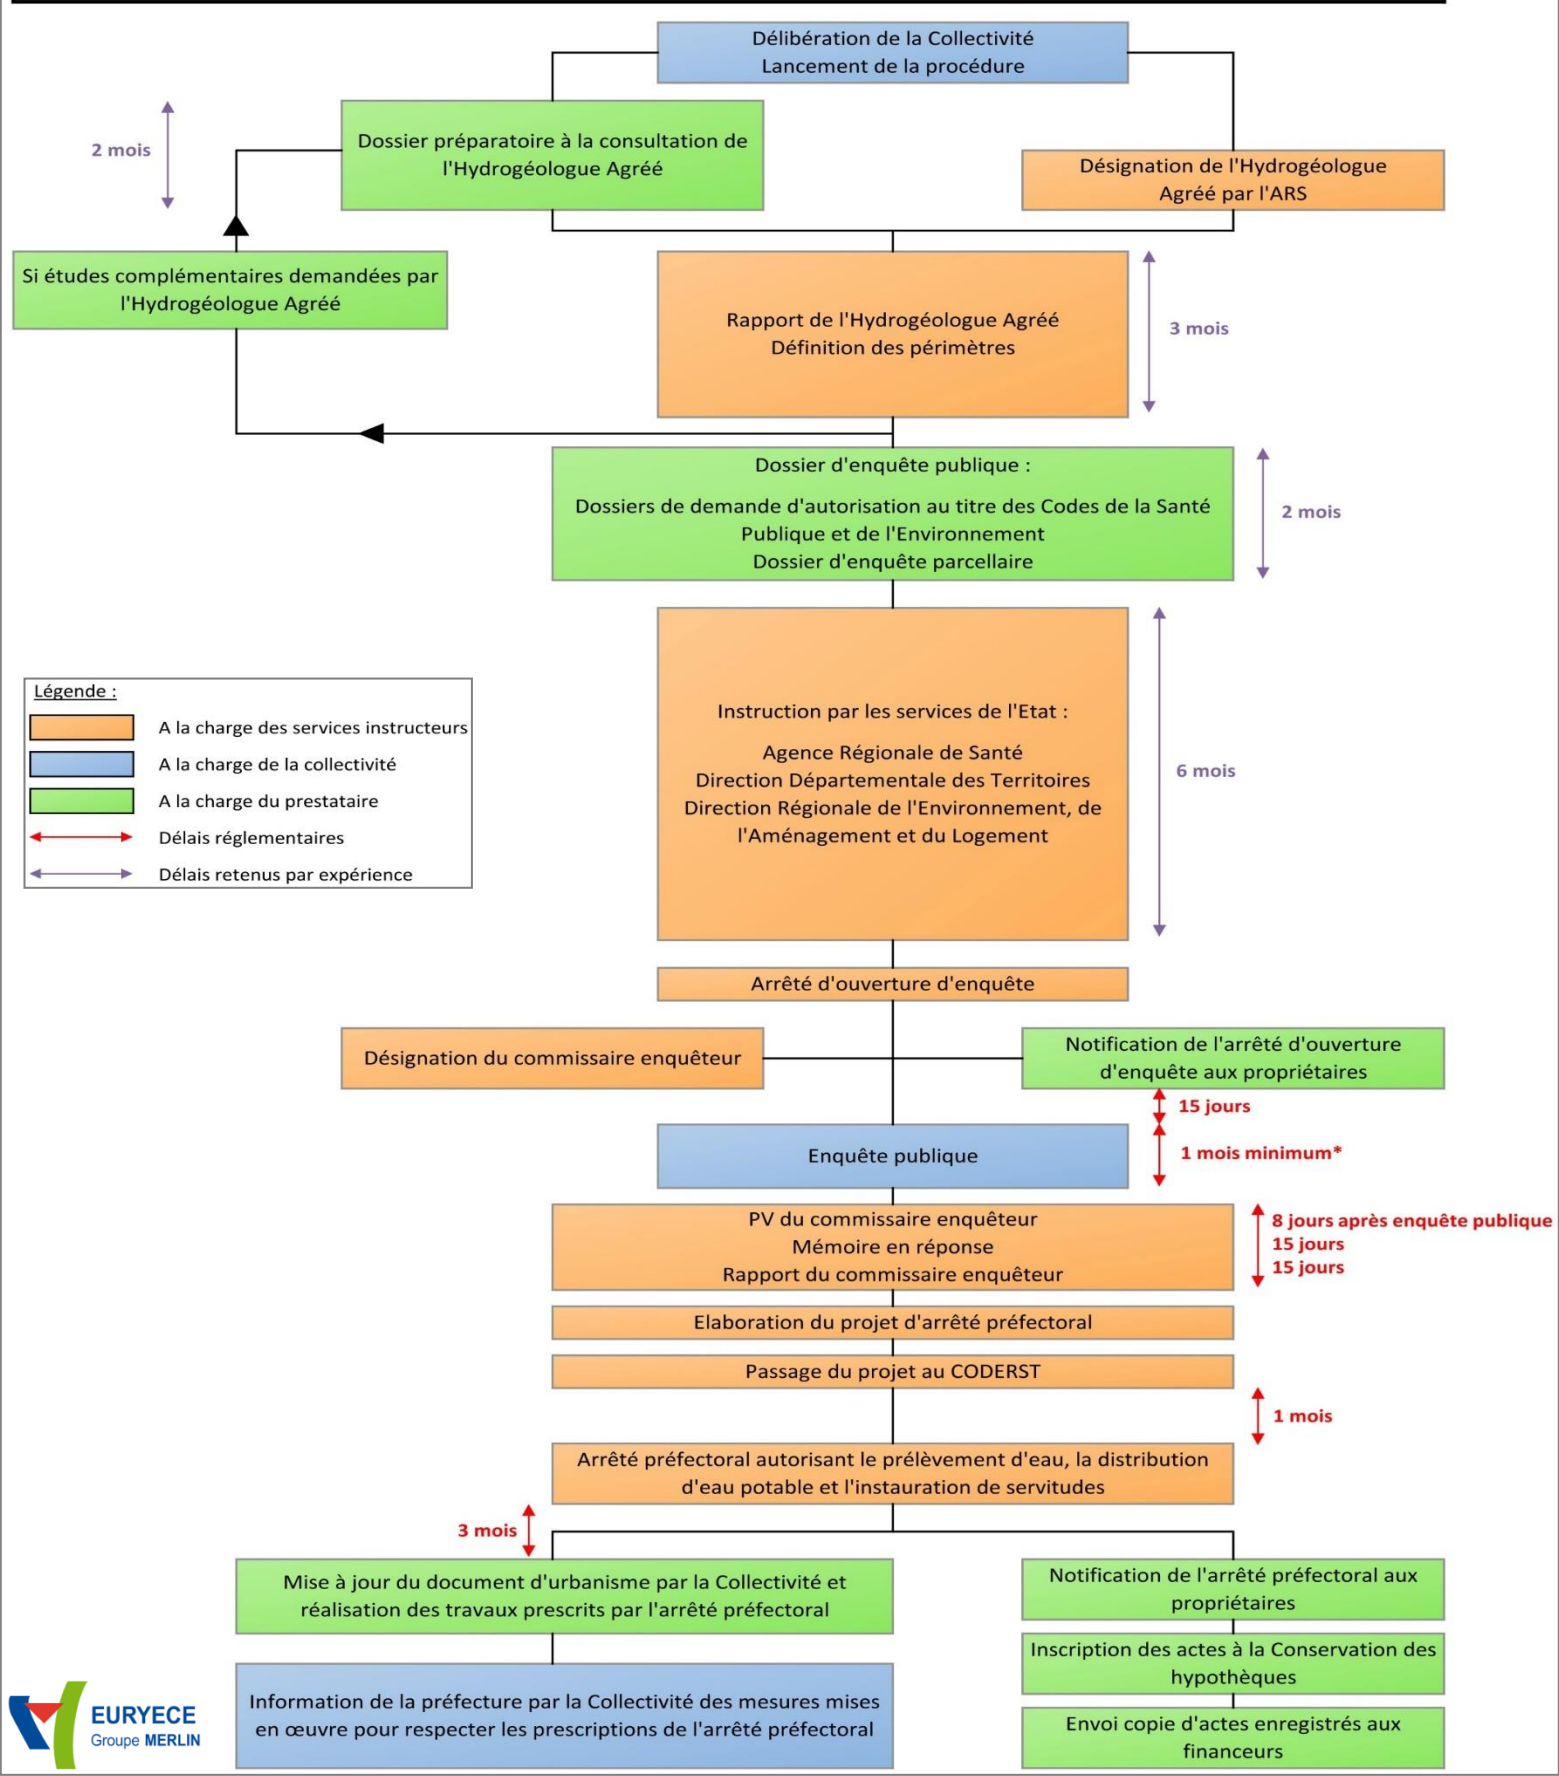 Délibération de la Collectivité
Lancement de la procédure
2 mois
Dossier préparatoire à la consultation de
l'Hydrogéologue Agréé
Désignation de l'Hydrogéologue
Agréé par l'ARS
Si études complémentaires demandées par
l'Hydrogéologue Agréé
Rapport de l'Hydrogéologue Agréé
Définition des périmètres
3 mois
Dossier d'enquête publique :
Dossiers de demande d'autorisation au titre des Codes de la Santé
Publique et de l'Environnement
Dossier d'enquête parcellaire
2 mois
Légende :
A la charge des services instructeurs
A la charge de la collectivité
A la charge du prestataire
Délais réglementaires
Délais retenus par expérience
Instruction par les services de l'Etat :
Agence Régionale de Santé
Direction Départementale des Territoires
Direction Régionale de l'Environnement, de
l'Aménagement et du Logement
6 mois
Arrêté d'ouverture d'enquête
Désignation du commissaire enquêteur
Notification de l'arrêté d'ouverture
d'enquête aux propriétaires
15 jours
Enquête publique
1 mois minimum*
PV du commissaire enquêteur
Mémoire en réponse
Rapport du commissaire enquêteur
8 jours après enquête publique
15 jours
15 jours
Elaboration du projet d'arrêté préfectoral
Passage du projet au CODERST
1 mois
Arrêté préfectoral autorisant le prélèvement d'eau, la distribution
d'eau potable et l'instauration de servitudes
3 mois
Mise à jour du document d'urbanisme par la Collectivité et
réalisation des travaux prescrits par l'arrêté préfectoral
Information de la préfecture par la Collectivité des mesures mises
en œuvre pour respecter les prescriptions de l'arrêté préfectoral
Notification de l'arrêté préfectoral aux
propriétaires
Inscription des actes à la Conservation des
hypothèques
Envoi copie d'actes enregistrés aux
financeurs
EURYECE
Groupe MERLIN